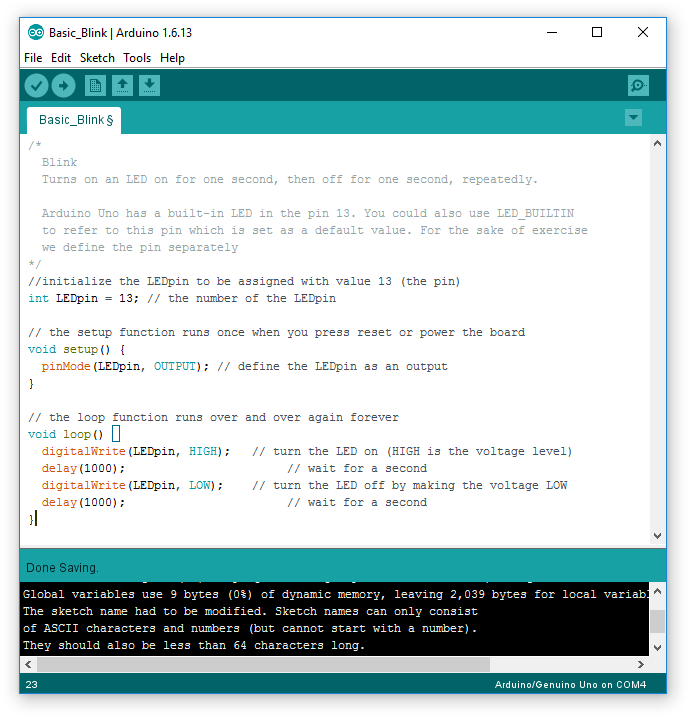 Basic_Blink | Arduino 1.6.13
File Edit Sketch Tools Help
Basic_Blink §
/*
  Blink
  Turns on an LED on for one second, then off for one second, repeatedly.

  Arduino Uno has a built-in LED in the pin 13. You could also use LED_BUILTIN
  to refer to this pin which is set as a default value. For the sake of exercise
  we define the pin separately
*/
//initialize the LEDpin to be assigned with value 13 (the pin)
int LEDpin = 13; // the number of the LEDpin

// the setup function runs once when you press reset or power the board
void setup() {
  pinMode(LEDpin, OUTPUT); // define the LEDpin as an output
}

// the loop function runs over and over again forever
void loop()
  digitalWrite(LEDpin, HIGH);   // turn the LED on (HIGH is the voltage level)
  delay(1000);                       // wait for a second
  digitalWrite(LEDpin, LOW);    // turn the LED off by making the voltage LOW
  delay(1000);                       // wait for a second
}
Done Saving.
Global variables use 9 bytes (0%) of dynamic memory, leaving 2,039 bytes for local variabl
The sketch name had to be modified. Sketch names can only consist
of ASCII characters and numbers (but cannot start with a number).
They should also be less than 64 characters long.
23
Arduino/Genuino Uno on COM4